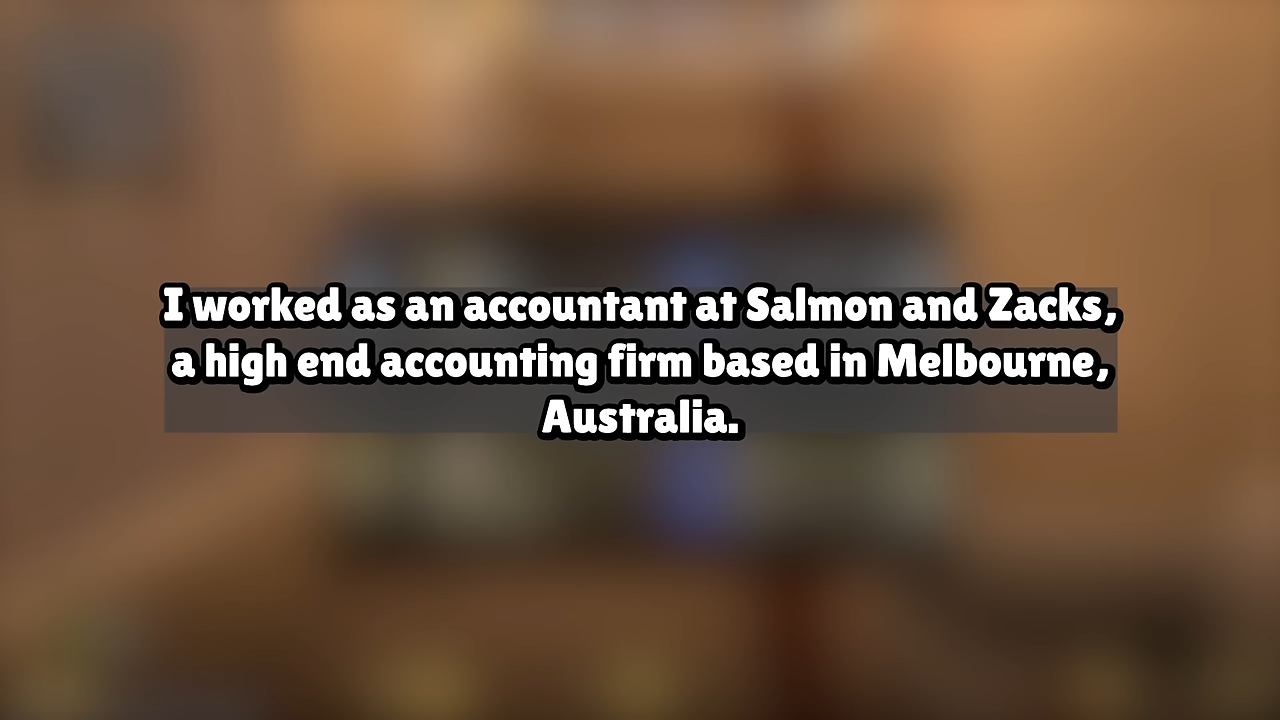 I worked as an accountant at Salmon and Zacks,
a high end accounting firm based in Melbourne,
Australia.